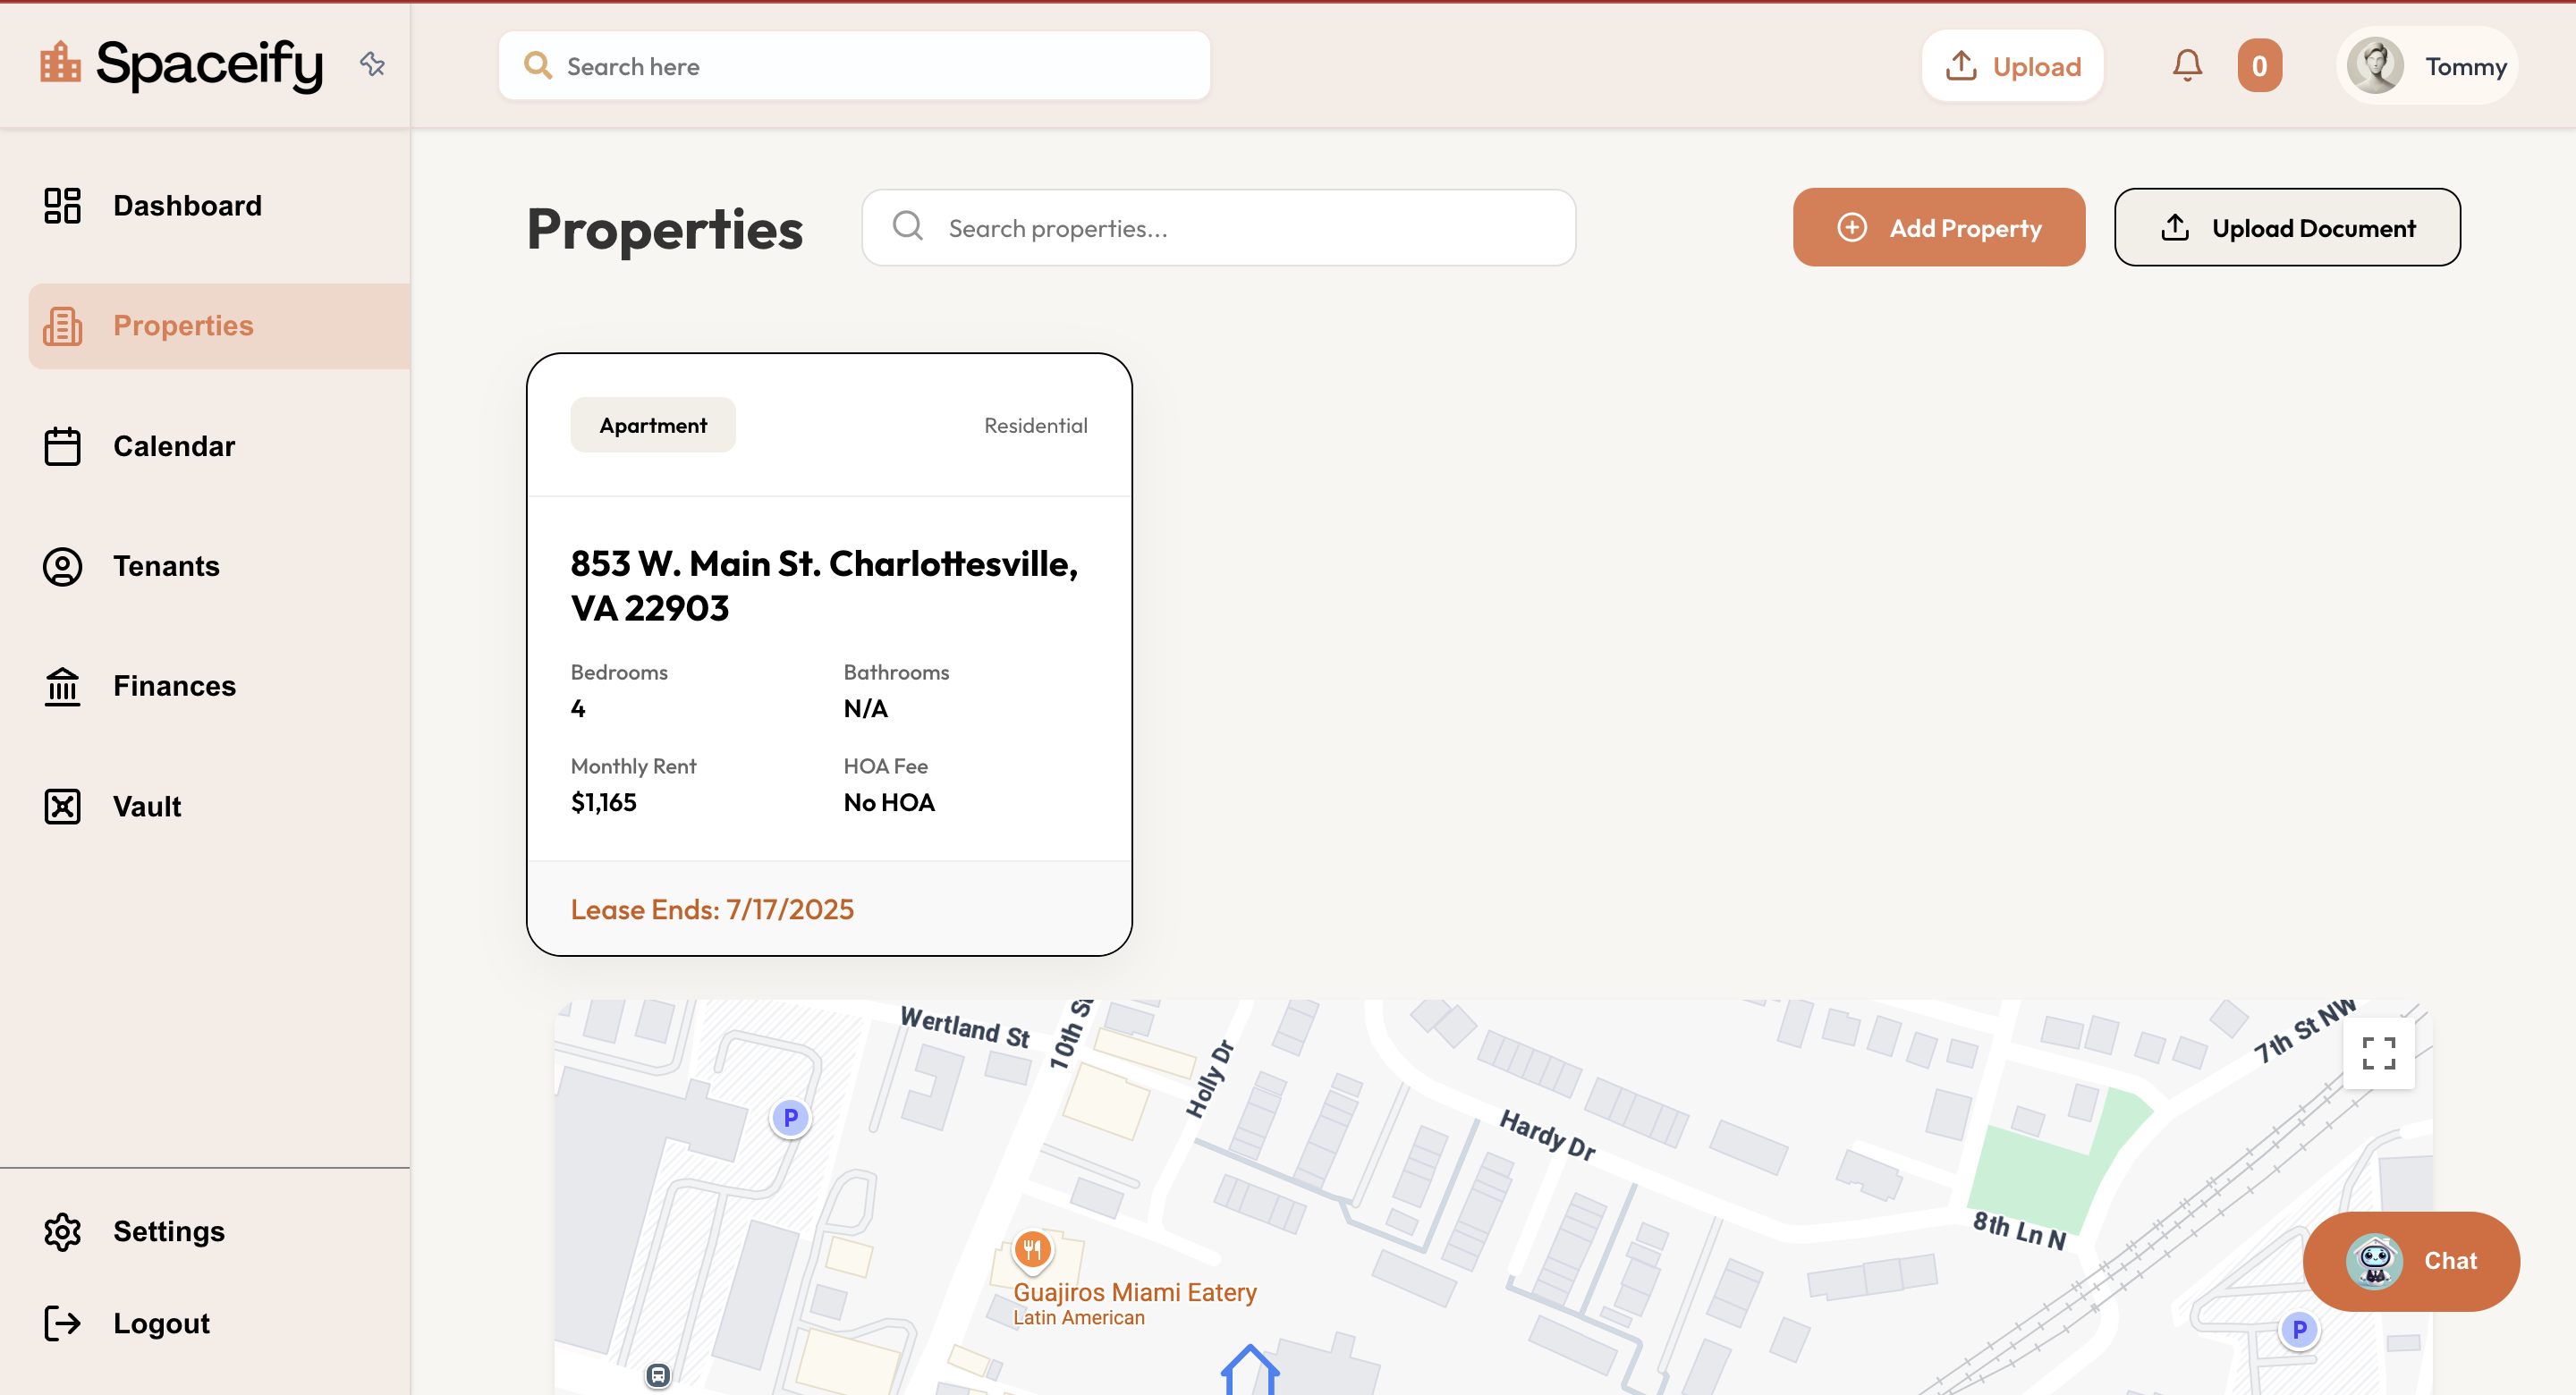 Spaceify
Search here
Upload
0
Tommy
Dashboard
Properties
Calendar
Tenants
Finances
Vault
Settings
Logout
Properties
Search properties...
Add Property
Upload Document
Apartment
Residential
853 W. Main St. Charlottesville,
VA 22903
Bedrooms
4
Bathrooms
N/A
Monthly Rent
$1,165
HOA Fee
No HOA
Lease Ends: 7/17/2025
Wertland St
10th St
Holly Dr
Hardy Dr
7th St NW
8th Ln N
P
Guajiros Miami Eatery
Latin American
P
Chat